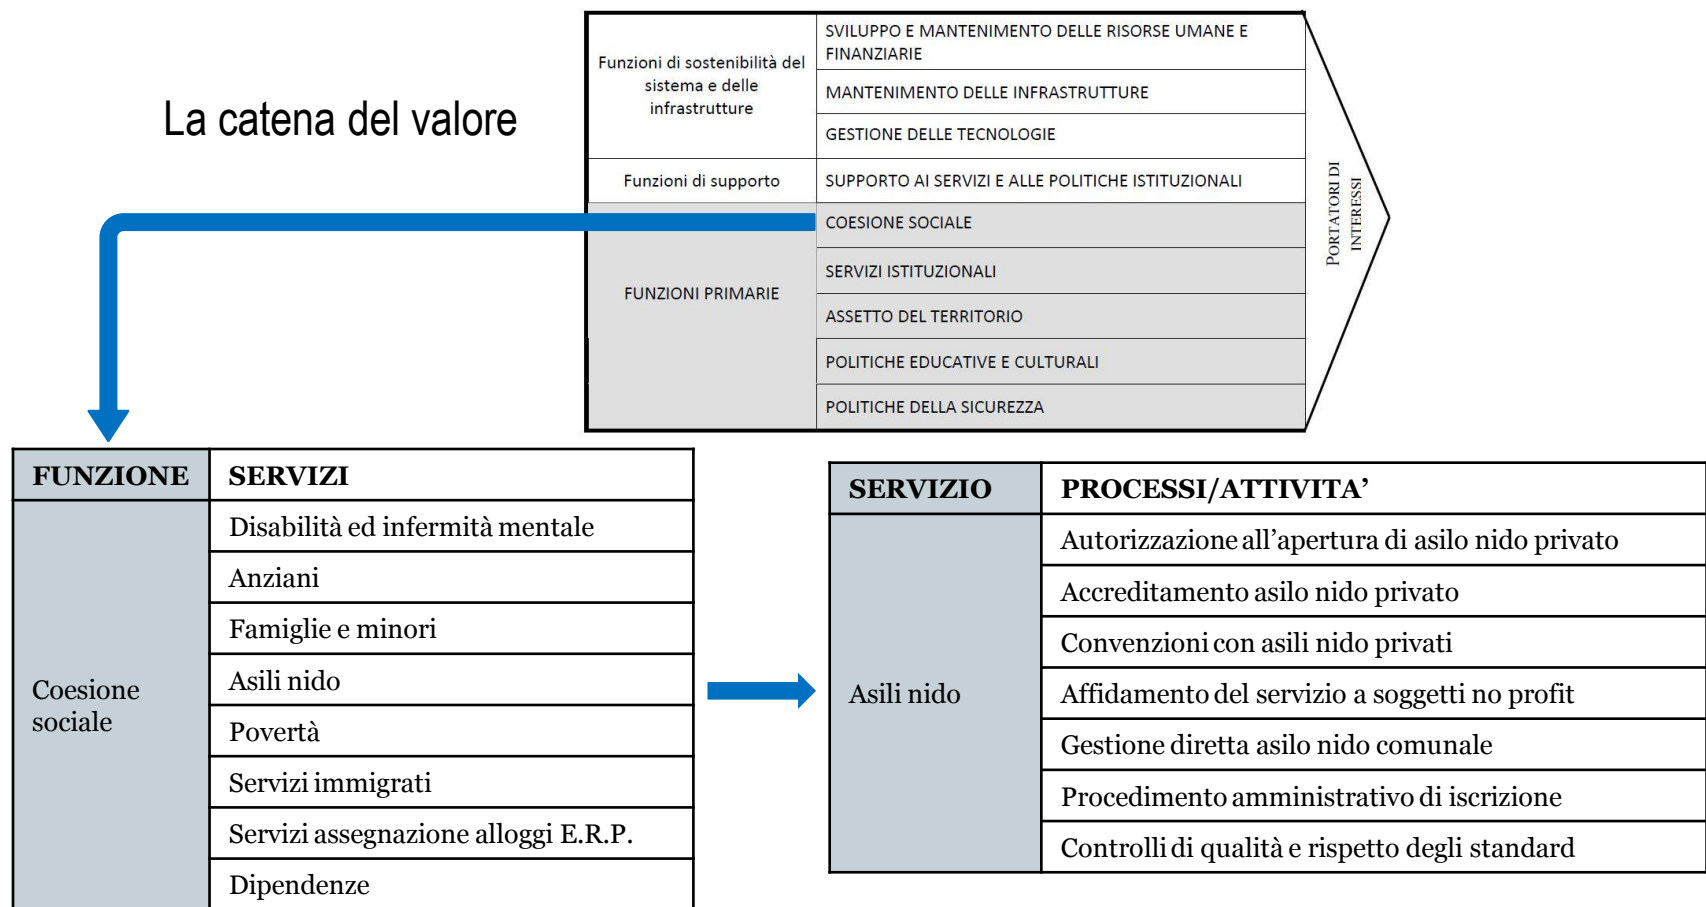 La catena del valore
Funzioni di sostenibilità del
sistema e delle
infrastrutture
SVILUPPO E MANTENIMENTO DELLE RISORSE UMANE E
FINANZIARIE
MANTENIMENTO DELLE INFRASTRUTTURE
GESTIONE DELLE TECNOLOGIE
Funzioni di supporto
SUPPORTO AI SERVIZI E ALLE POLITICHE ISTITUZIONALI
FUNZIONI PRIMARIE
COESIONE SOCIALE
SERVIZI ISTITUZIONALI
ASSETTO DEL TERRITORIO
POLITICHE EDUCATIVE E CULTURALI
POLITICHE DELLA SICUREZZA
PORTATORI DI
INTERESSI
FUNZIONE
SERVIZI
Coesione
sociale
Disabilità ed infermità mentale
Anziani
Famiglie e minori
Asili nido
Povertà
Servizi immigrati
Servizi assegnazione alloggi E.R.P.
Dipendenze
SERVIZIO
PROCESSI/ATTIVITA’
Asili nido
Autorizzazione all’apertura di asilo nido privato
Accreditamento asilo nido privato
Convenzioni con asili nido privati
Affidamento del servizio a soggetti no profit
Gestione diretta asilo nido comunale
Procedimento amministrativo di iscrizione
Controlli di qualità e rispetto degli standard